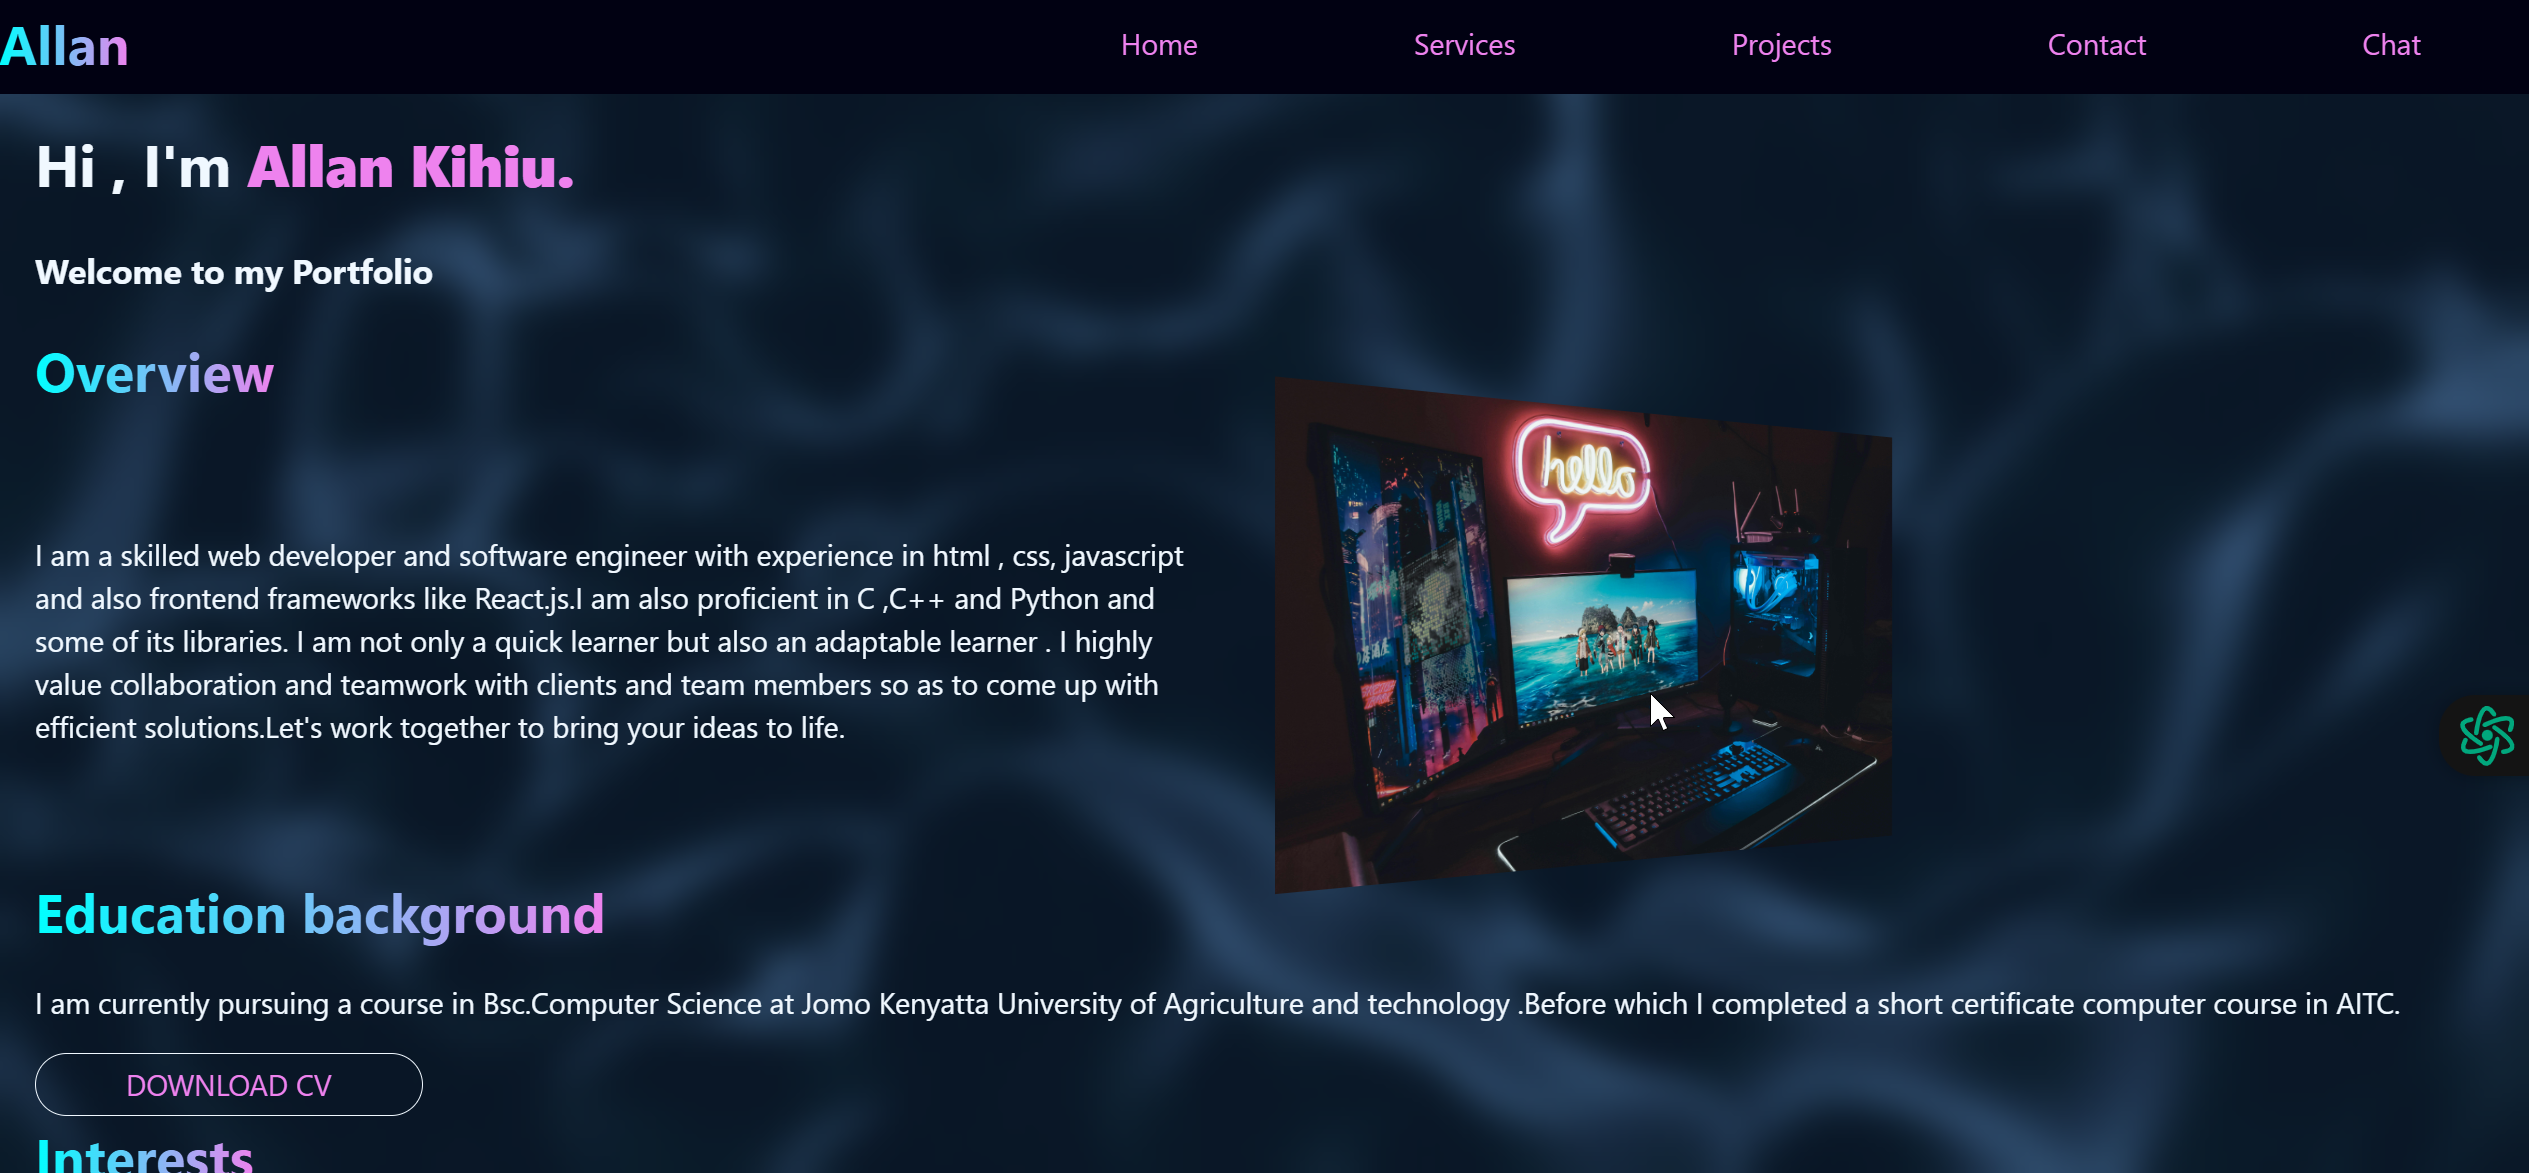 Allan
Home Services Projects Contact Chat
Hi , I'm Allan Kihiu.
Welcome to my Portfolio
Overview
hello
I am a skilled web developer and software engineer with experience in html , css, javascript
and also frontend frameworks like React.js.I am also proficient in C ,C++ and Python and
some of its libraries. I am not only a quick learner but also an adaptable learner . I highly
value collaboration and teamwork with clients and team members so as to come up with
efficient solutions.Let's work together to bring your ideas to life.
Education background
I am currently pursuing a course in Bsc.Computer Science at Jomo Kenyatta University of Agriculture and technology .Before which I completed a short certificate computer course in AITC.
DOWNLOAD CV
Interests